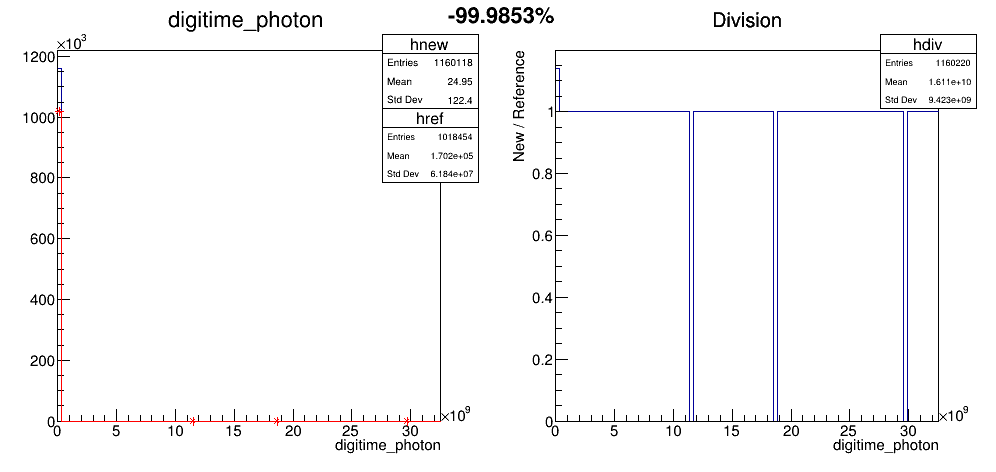 -99.9853%
digitime_photon
×10³
hnew
Entries 1160118
Mean 24.95
Std Dev 122.4
href
Entries 1018454
Mean 1.702e+05
Std Dev 6.184e+07
1200
1000
800
600
400
200
0
0 5 10 15 20 25 30
×10⁹
digitime_photon
Division
hdiv
Entries 1160220
Mean 1.611e+10
Std Dev 9.423e+09
New / Reference
1
0.8
0.6
0.4
0.2
0
0 5 10 15 20 25 30
×10⁹
digitime_photon